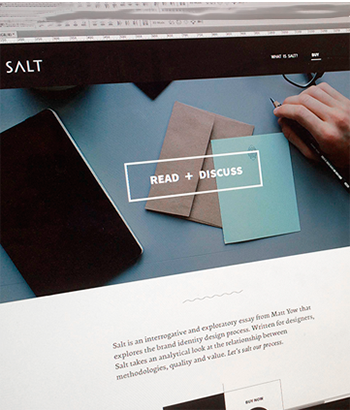 SALT
WHAT IS SALT? BUY
READ + DISCUSS
Salt is an interrogative and exploratory essay from Matt Yow that
explores the brand identity design process. Written for designers,
Salt takes an analytical look at the relationship between
methodologies, quality and value. Let's salt our process.
BUY NOW